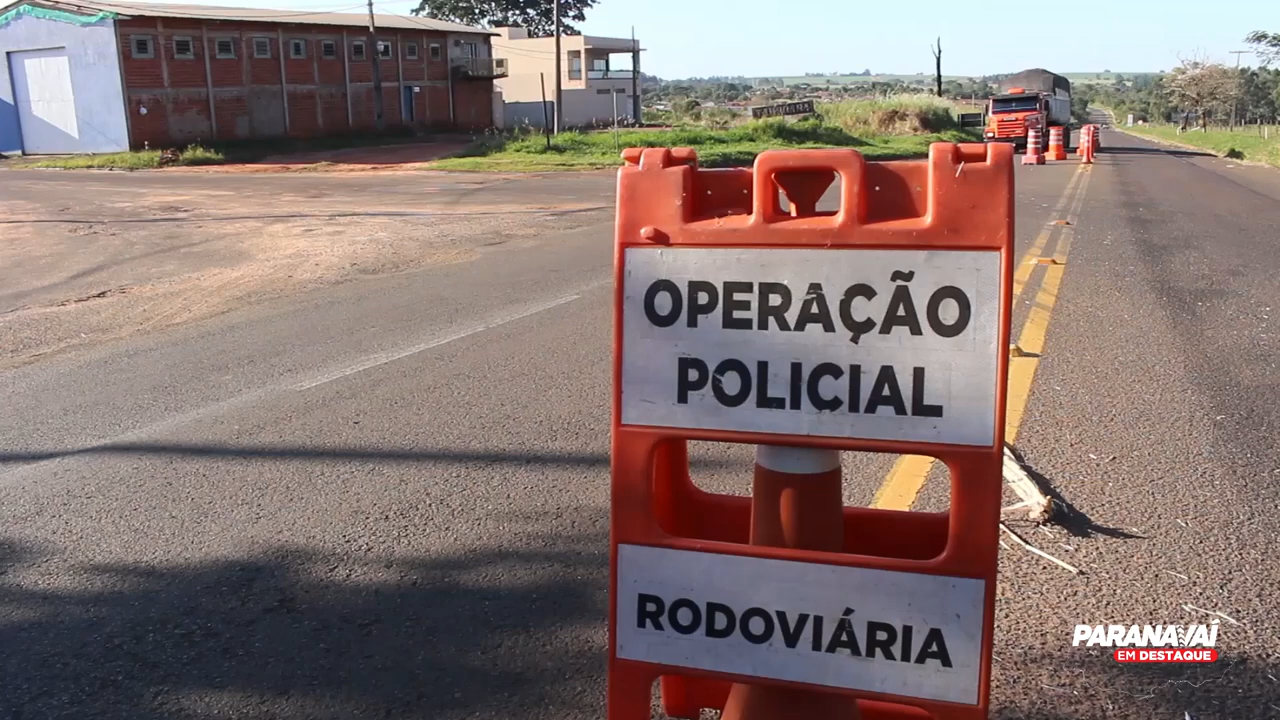 OPERAÇÃO
POLICIAL
RODOVIÁRIA
PARANAVAÍ
EM DESTAQUE